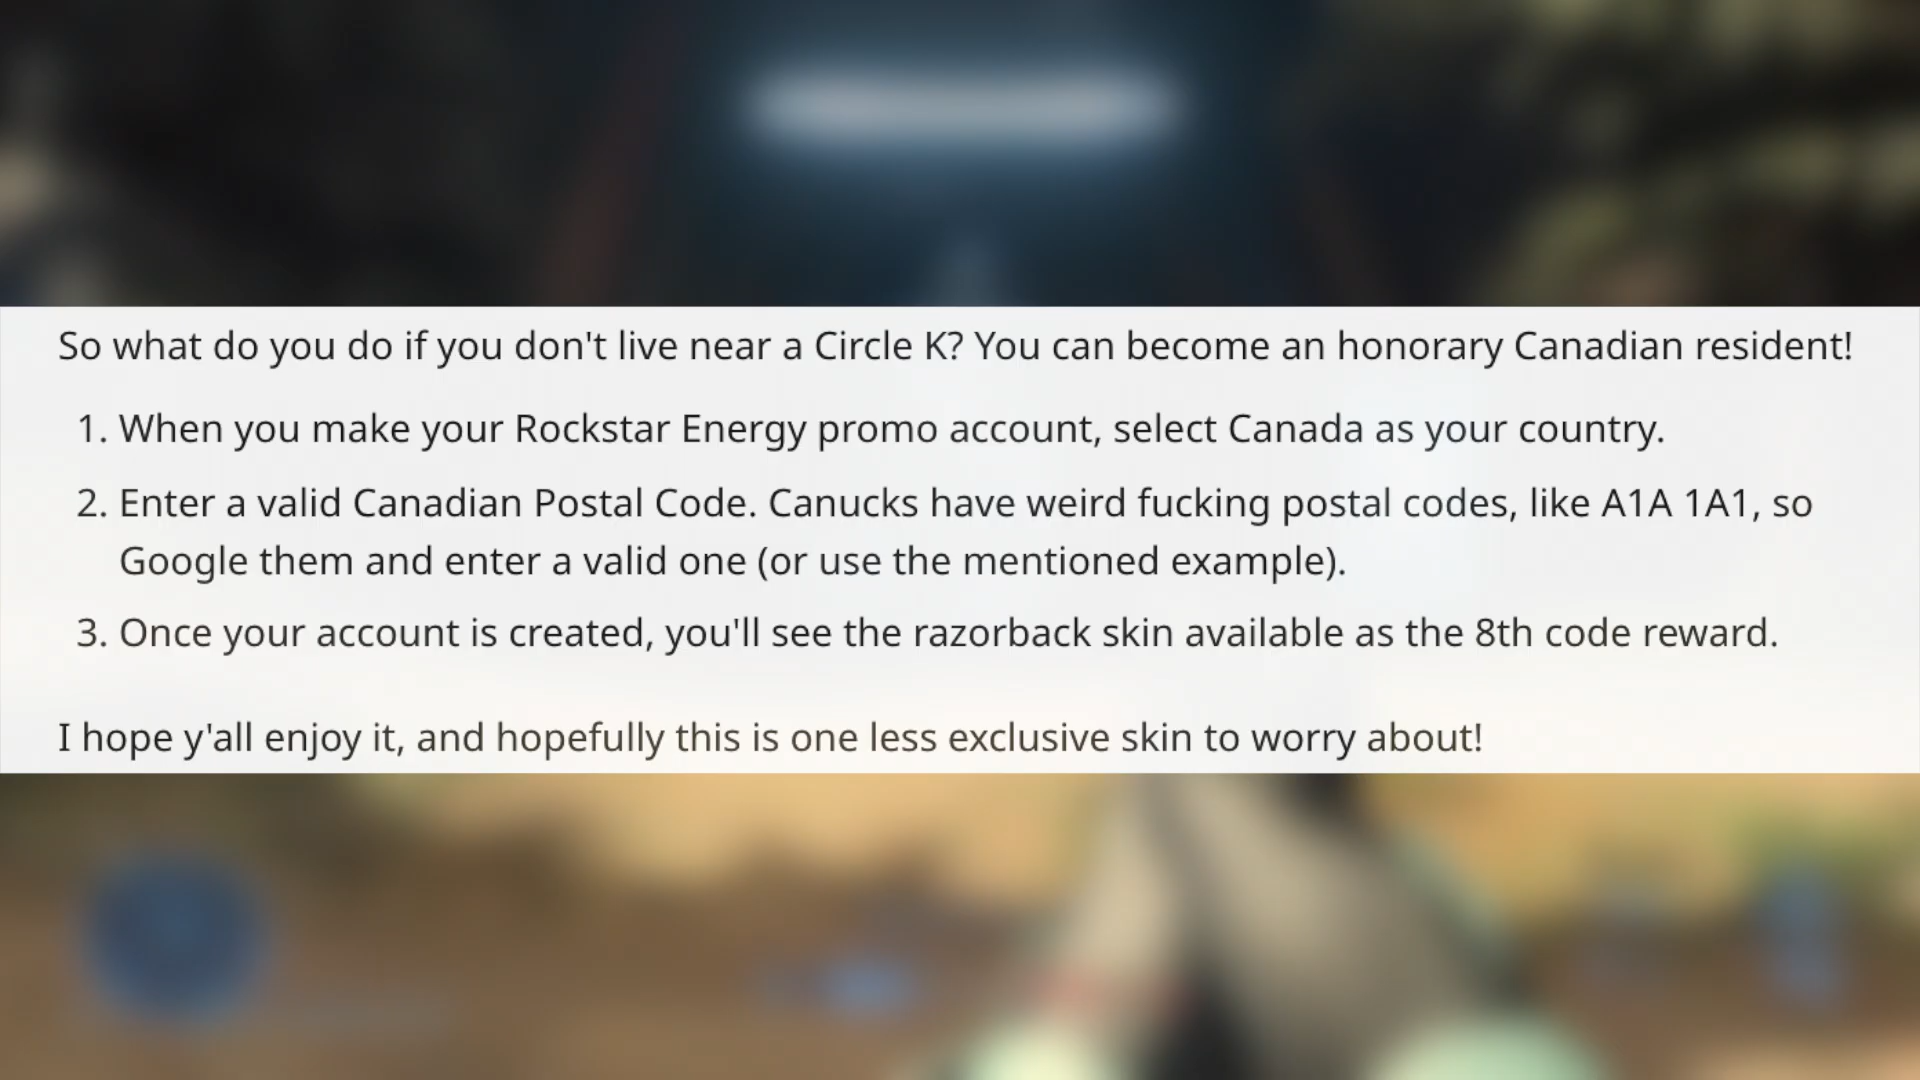 So what do you do if you don't live near a Circle K? You can become an honorary Canadian resident!
1. When you make your Rockstar Energy promo account, select Canada as your country.
2. Enter a valid Canadian Postal Code. Canucks have weird fucking postal codes, like A1A 1A1, so
Google them and enter a valid one (or use the mentioned example).
3. Once your account is created, you'll see the razorback skin available as the 8th code reward.
I hope y'all enjoy it, and hopefully this is one less exclusive skin to worry about!